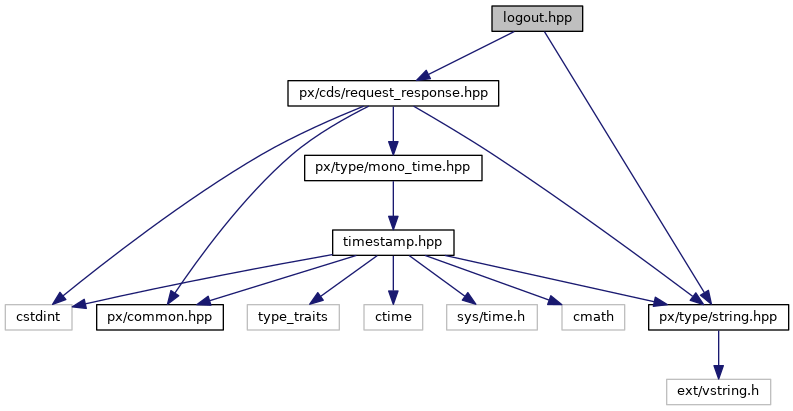 logout.hpp
px/cds/request_response.hpp
px/type/mono_time.hpp
timestamp.hpp
cstdint
px/common.hpp
type_traits
ctime
sys/time.h
cmath
px/type/string.hpp
ext/vstring.h